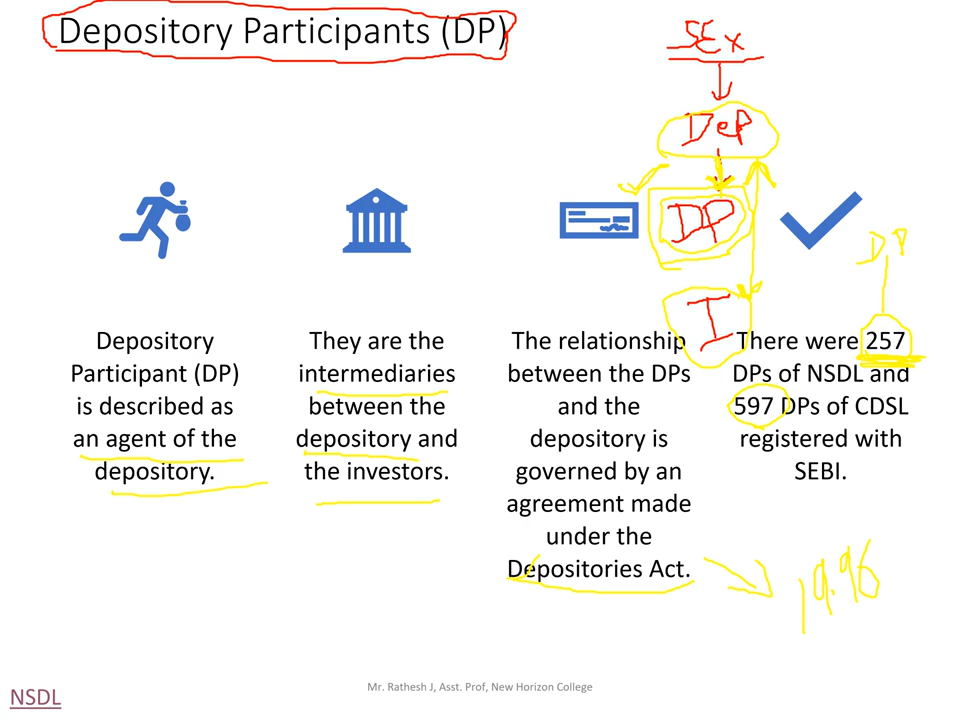 Depository Participants (DP)
SEx
DeP
DP
I
DP
Depository
Participant (DP)
is described as
an agent of the
depository.
They are the
intermediaries
between the
depository and
the investors.
The relationship
between the DPs
and the
depository is
governed by an
agreement made
under the
Depositories Act.
There were 257
DPs of NSDL and
597 DPs of CDSL
registered with
SEBI.
19.96
NSDL
Mr. Rathesh J, Asst. Prof, New Horizon College